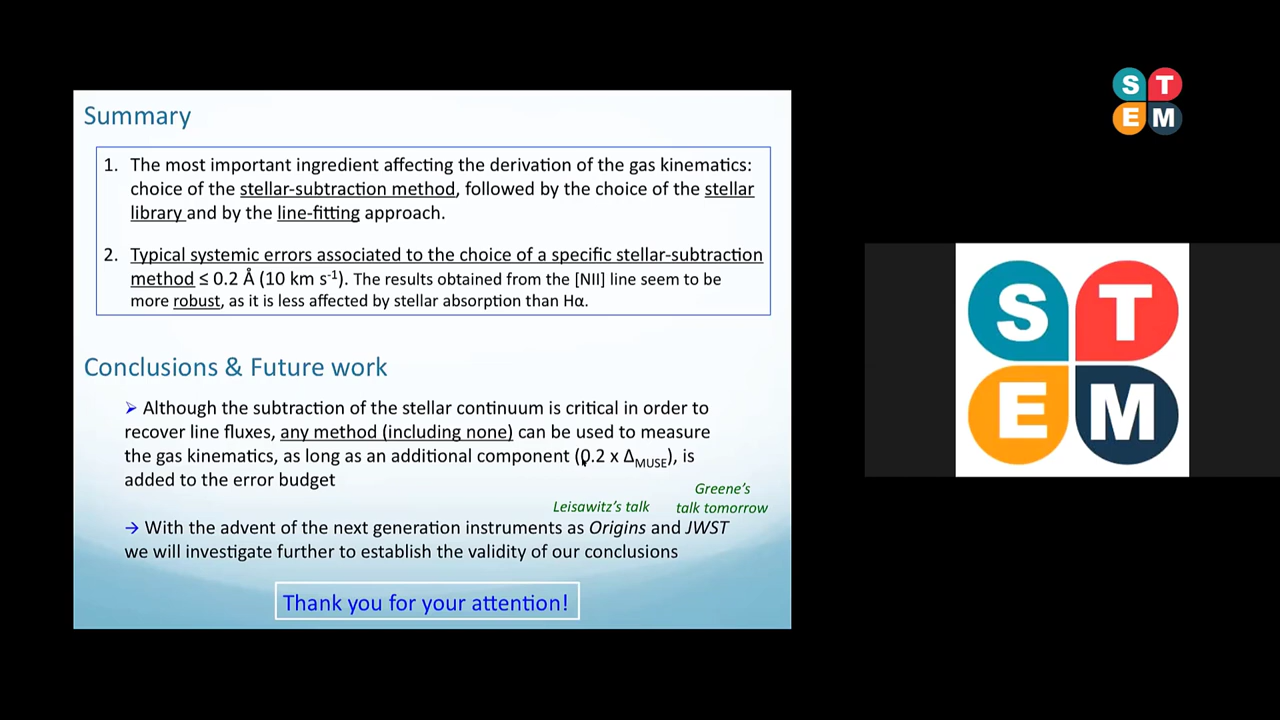 Summary
1. The most important ingredient affecting the derivation of the gas kinematics:
choice of the stellar-subtraction method, followed by the choice of the stellar
library and by the line-fitting approach.
2. Typical systemic errors associated to the choice of a specific stellar-subtraction
method ≤ 0.2 Å (10 km s⁻¹). The results obtained from the [NII] line seem to be
more robust, as it is less affected by stellar absorption than Hα.
Conclusions & Future work
➢ Although the subtraction of the stellar continuum is critical in order to
recover line fluxes, any method (including none) can be used to measure
the gas kinematics, as long as an additional component (0.2 x Δ_MUSE), is
added to the error budget
Leisawitz's talk
Greene's
talk tomorrow
→ With the advent of the next generation instruments as Origins and JWST
we will investigate further to establish the validity of our conclusions
Thank you for your attention!
S T
E M
S T
E M